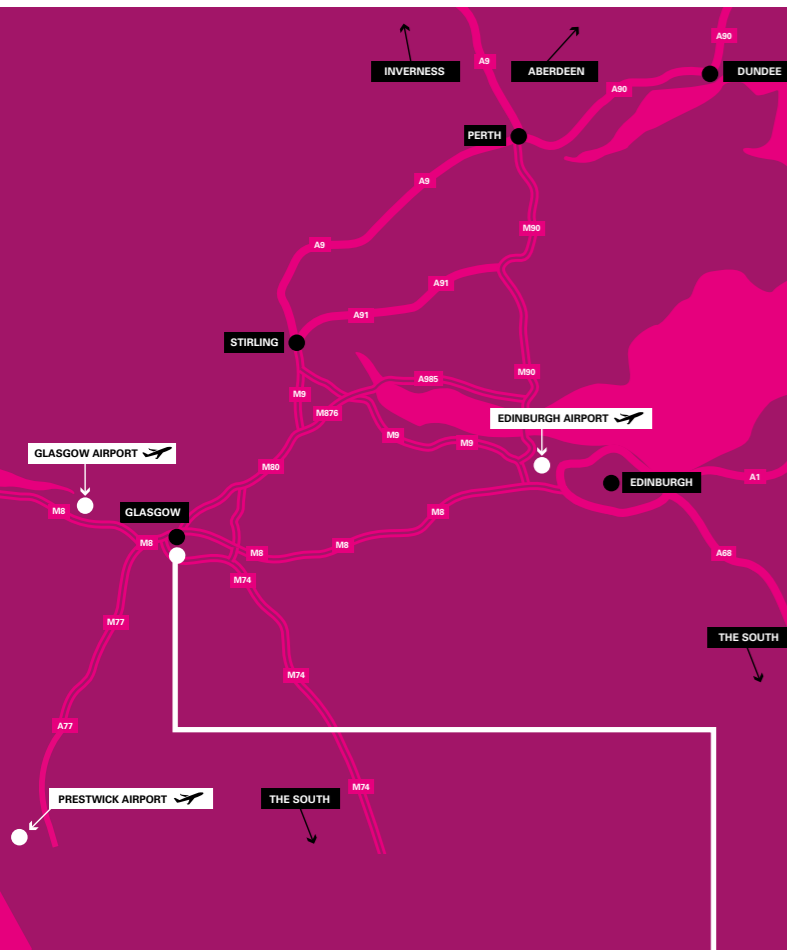 A90
A9
INVERNESS
ABERDEEN
DUNDEE
A90
PERTH
A9
M90
A9
A91
A91
STIRLING
M90
A985
M9
M876
EDINBURGH AIRPORT
M9
M9
GLASGOW AIRPORT
M80
A1
EDINBURGH
M8
GLASGOW
M8
M8
M8
M8
A68
M74
M77
THE SOUTH
M74
A77
M74
PRESTWICK AIRPORT
THE SOUTH